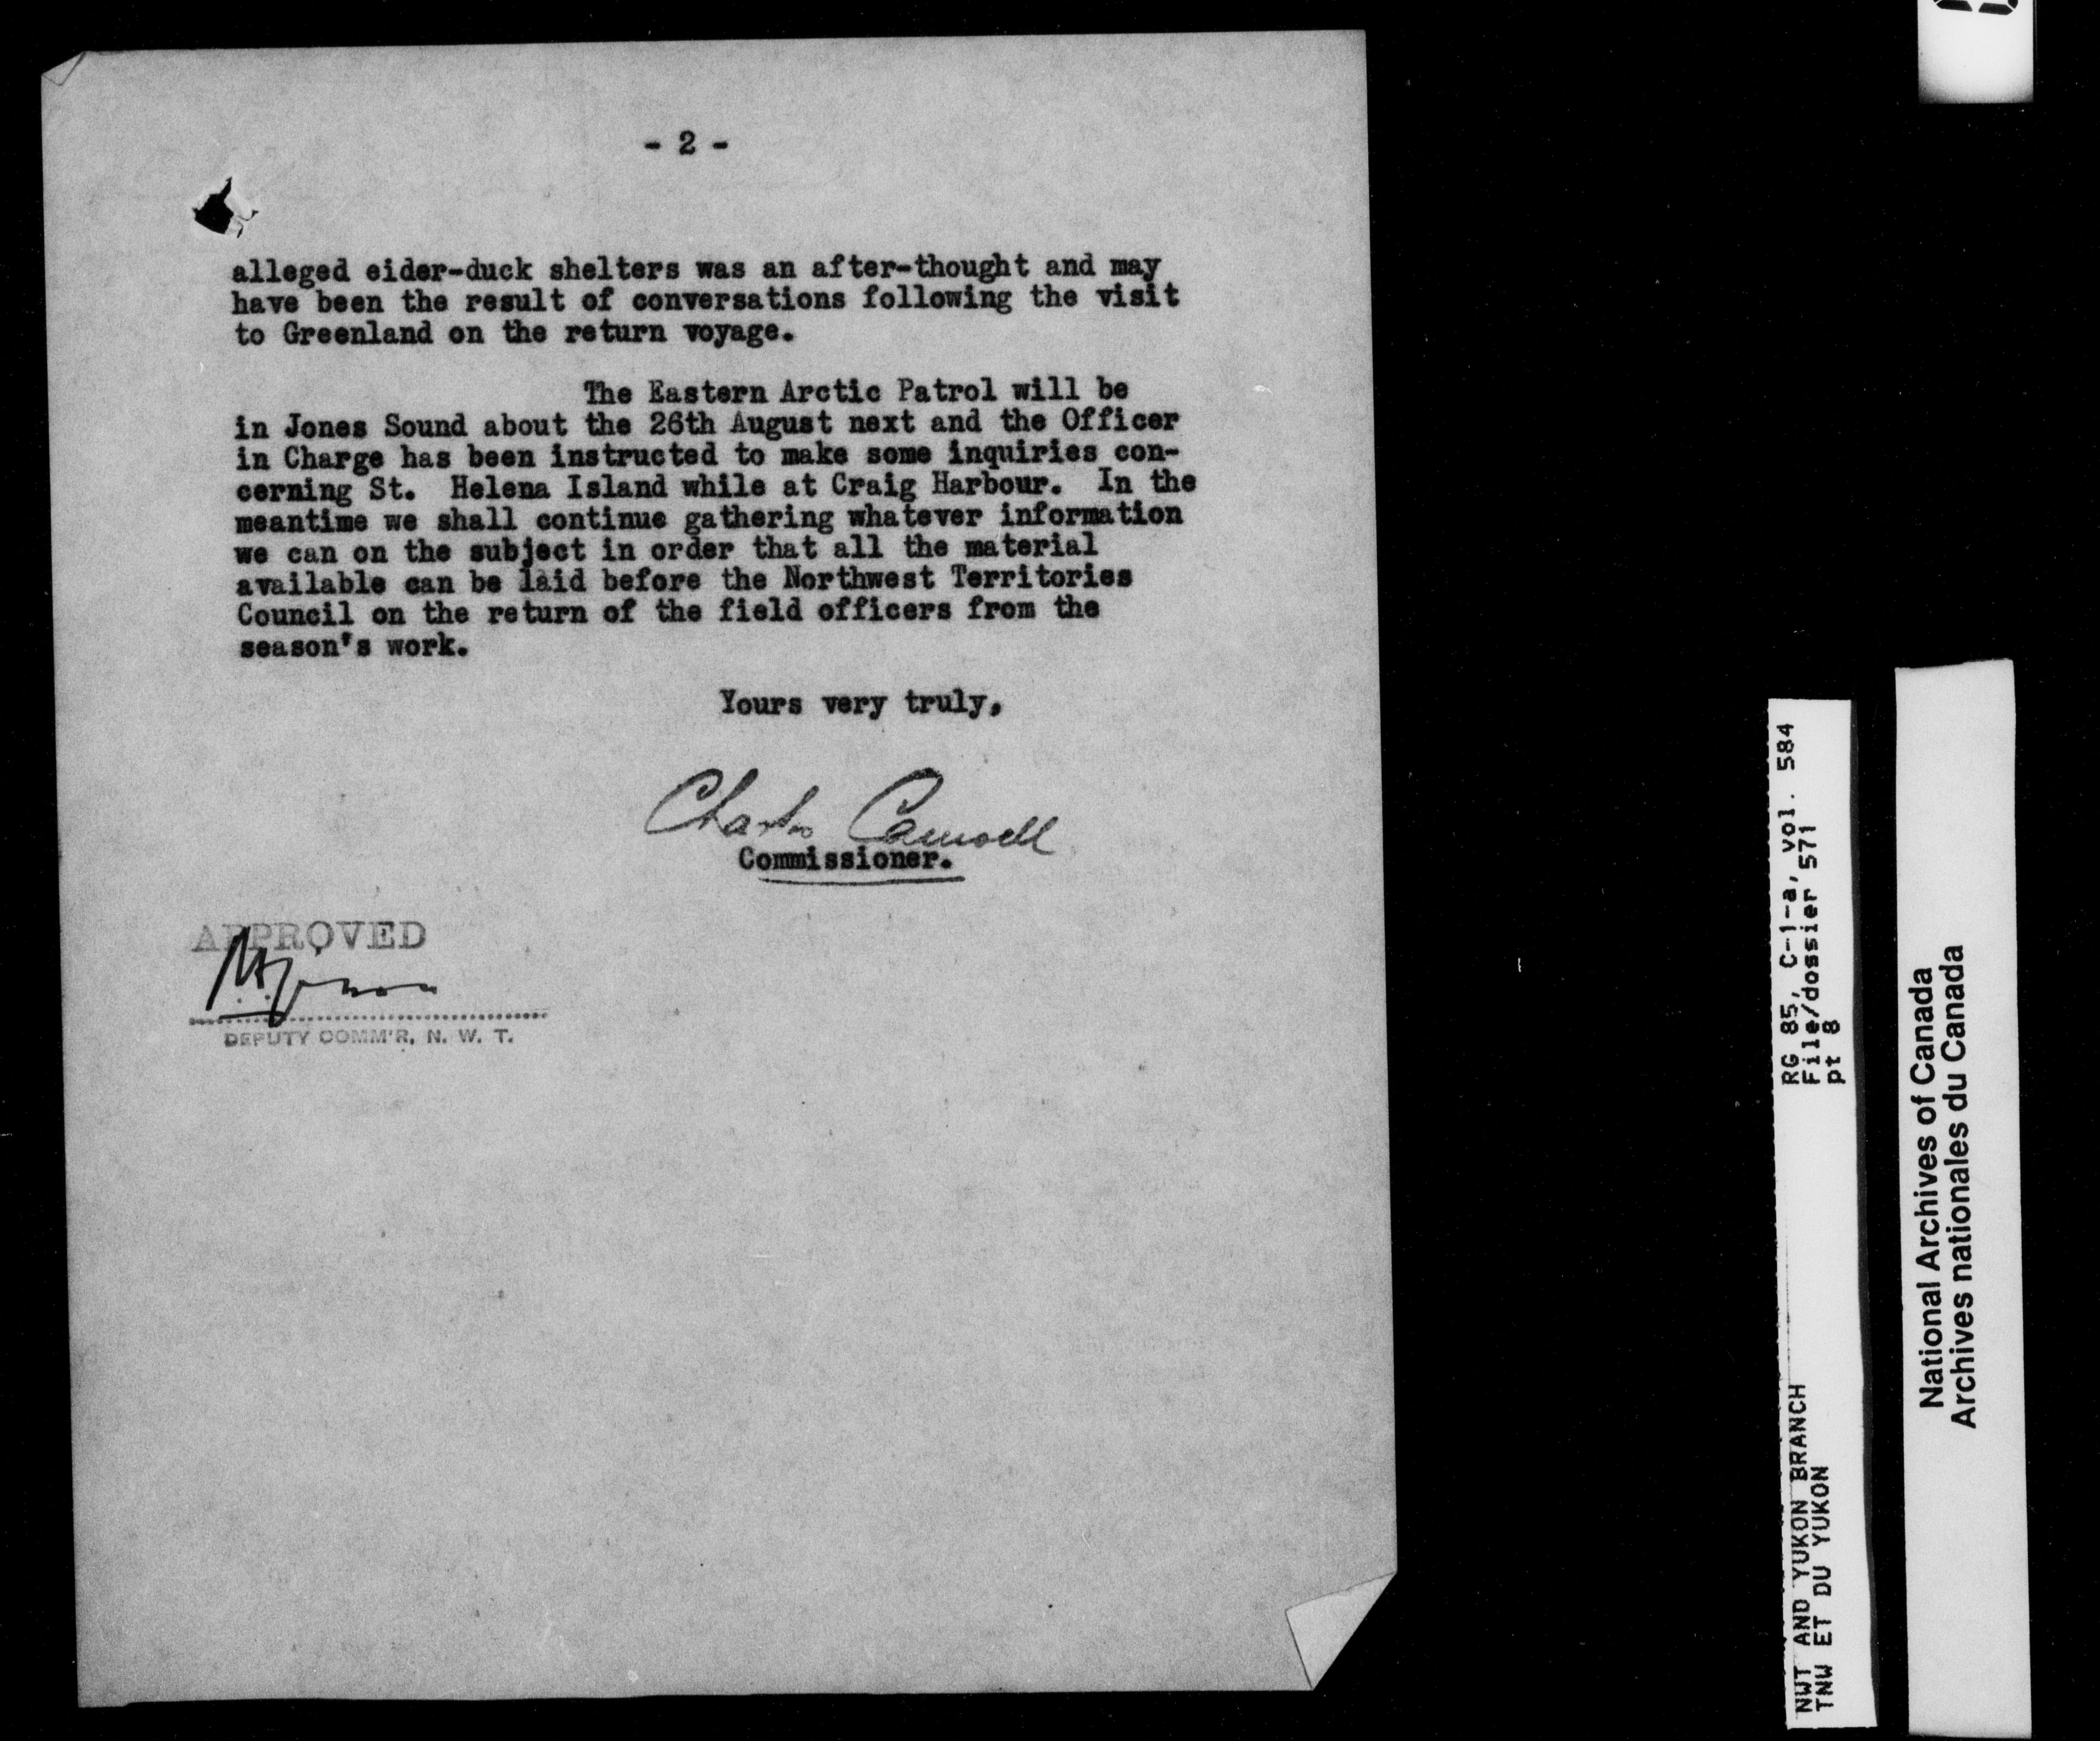 - 2 -
alleged eider-duck shelters was an after-thought and may
have been the result of conversations following the visit
to Greenland on the return voyage.
The Eastern Arctic Patrol will be
in Jones Sound about the 26th August next and the Officer
in Charge has been instructed to make some inquiries con-
cerning St. Helena Island while at Craig Harbour. In the
meantime we shall continue gathering whatever information
we can on the subject in order that all the material
available can be laid before the Northwest Territories
Council on the return of the field officers from the
season's work.
Yours very truly,
Charles Camsell
Commissioner.
APPROVED
DEPUTY COMM'R, N. W. T.
RG 85, C-1-a, vol. 584
File/dossier 571
pt 8
NWT AND YUKON BRANCH
TNW ET DU YUKON
National Archives of Canada
Archives nationales du Canada